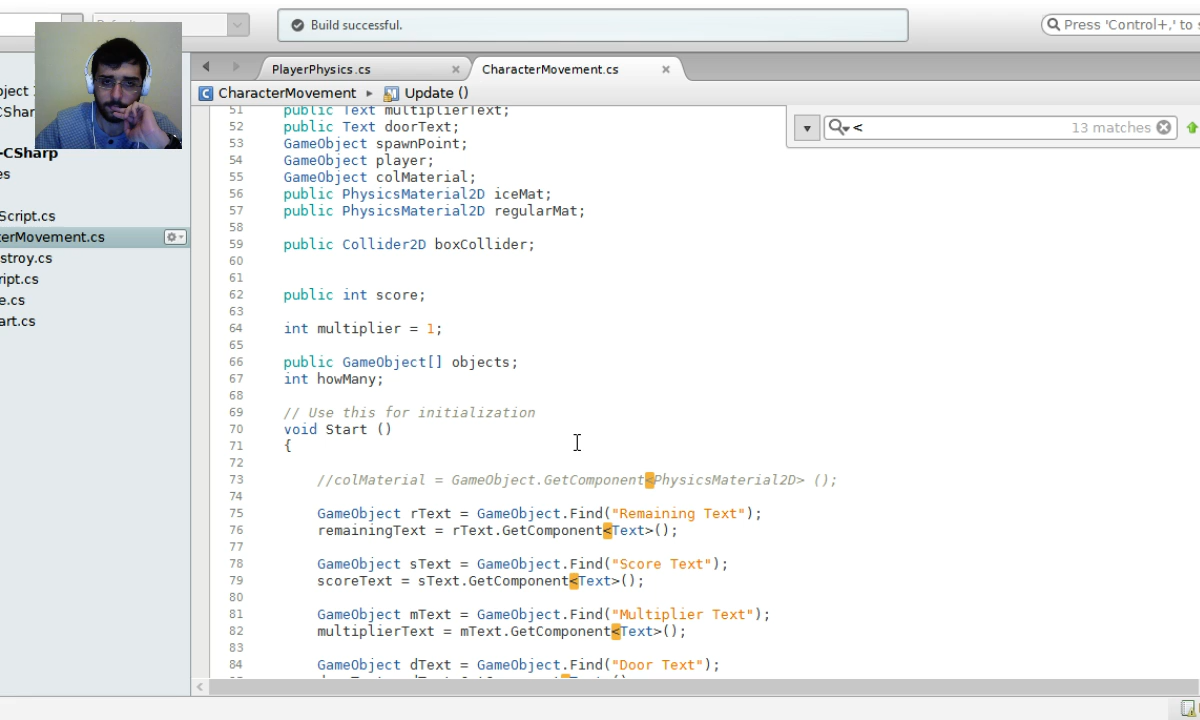 Default
Build successful.
Press 'Control+,' to
PlayerPhysics.cs
CharacterMovement.cs
CharacterMovement
Update ()
<
13 matches
oject
CShar
-CSharp
es
Script.cs
terMovement.cs
stroy.cs
ript.cs
e.cs
art.cs
51 public Text multiplierText;
52 public Text doorText;
53 GameObject spawnPoint;
54 GameObject player;
55 GameObject colMaterial;
56 public PhysicsMaterial2D iceMat;
57 public PhysicsMaterial2D regularMat;
58
59 public Collider2D boxCollider;
60
61
62 public int score;
63
64 int multiplier = 1;
65
66 public GameObject[] objects;
67 int howMany;
68
69 // Use this for initialization
70 void Start ()
71 {
72
73 //colMaterial = GameObject.GetComponent<PhysicsMaterial2D> ();
74
75 GameObject rText = GameObject.Find("Remaining Text");
76 remainingText = rText.GetComponent<Text>();
77
78 GameObject sText = GameObject.Find("Score Text");
79 scoreText = sText.GetComponent<Text>();
80
81 GameObject mText = GameObject.Find("Multiplier Text");
82 multiplierText = mText.GetComponent<Text>();
83
84 GameObject dText = GameObject.Find("Door Text");